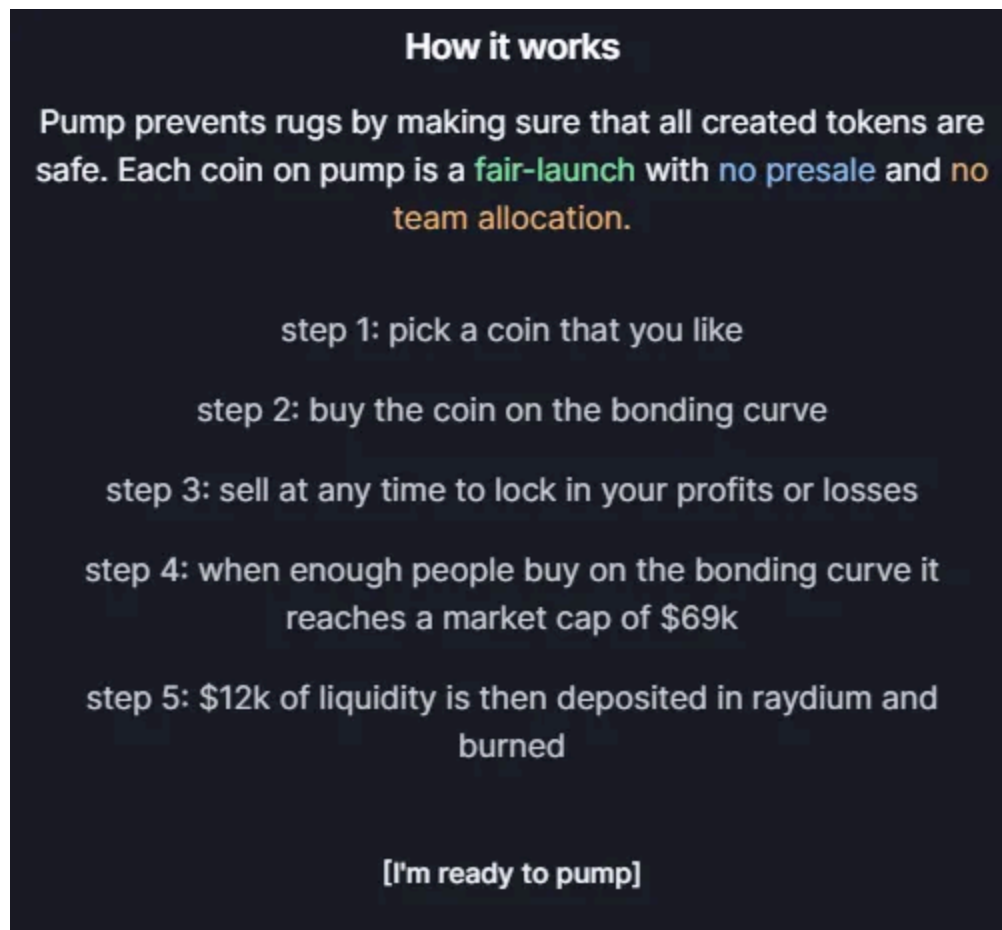 How it works
Pump prevents rugs by making sure that all created tokens are
safe. Each coin on pump is a fair-launch with no presale and no
team allocation.
step 1: pick a coin that you like
step 2: buy the coin on the bonding curve
step 3: sell at any time to lock in your profits or losses
step 4: when enough people buy on the bonding curve it
reaches a market cap of $69k
step 5: $12k of liquidity is then deposited in raydium and
burned
[I'm ready to pump]